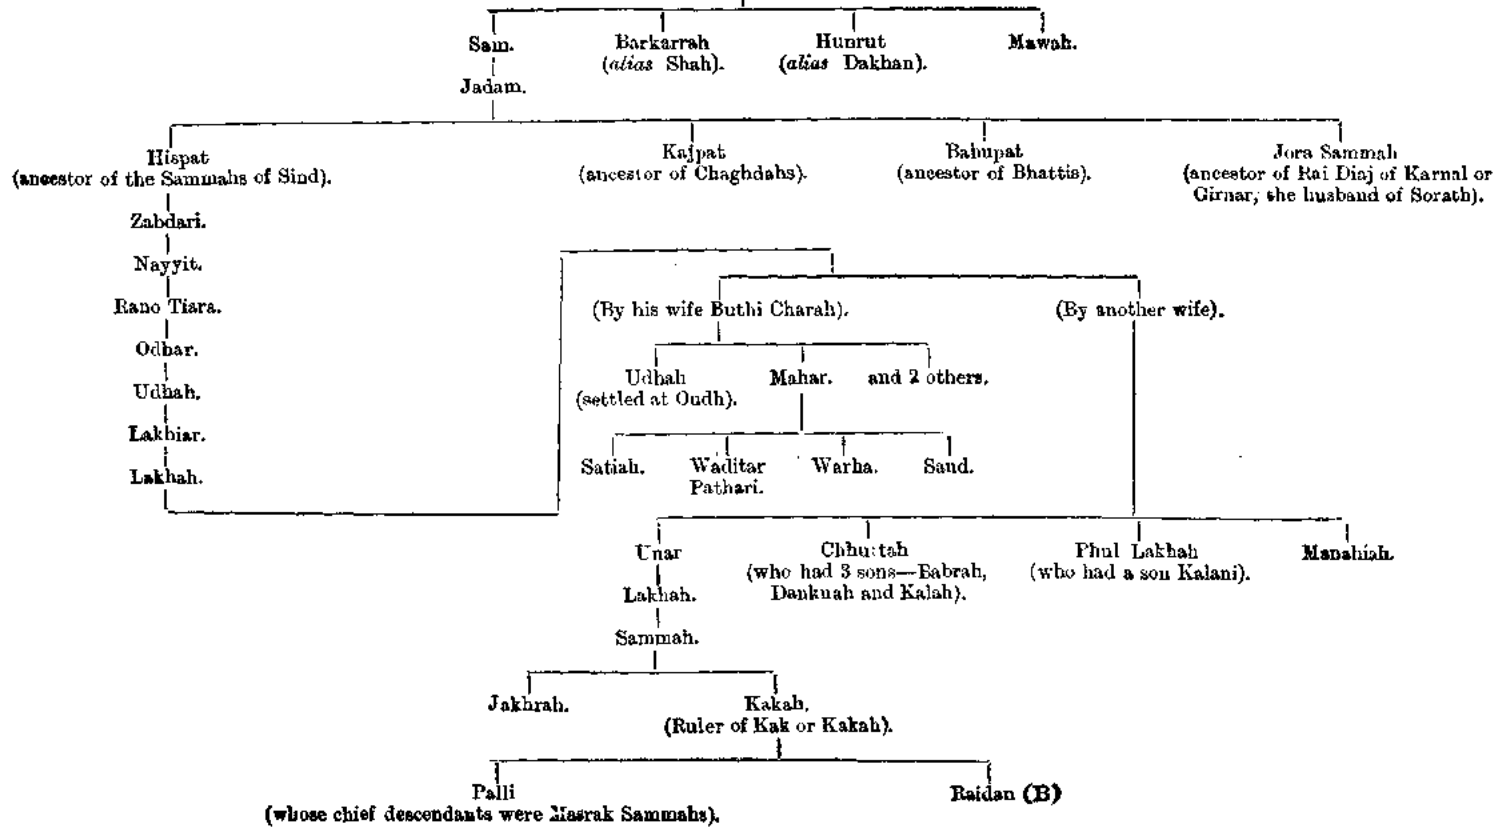 Sam.
Barkarrah
(alias Shah).
Hunrut
(alias Dakhan).
Mawah.
Jadam.
Hispat
(ancestor of the Sammahs of Sind).
Kajpat
(ancestor of Chaghdahs).
Bahupat
(ancestor of Bhattis).
Jora Sammah
(ancestor of Rai Diaj of Karnal or
Girnar, the husband of Sorath).
Zabdari.
Nayyit.
Rano Tiara.
Odhar.
Udhah.
Lakhiar.
Lakhah.
(By his wife Buthi Charah).
(By another wife).
Udhah
(settled at Oudh).
Mahar.
and 2 others.
Satiah.
Waditar
Pathari.
Warha.
Sand.
Unar
Chhuttah
(who had 3 sons—Babrah,
Dankuah and Kalah).
Phul Lakhah
(who had a son Kalani).
Manahiah.
Lakhah.
Sammah.
Jakhrah.
Kakah.
(Ruler of Kak or Kakah).
Palli
(whose chief descendants were Masrak Sammahs).
Raidan (B)